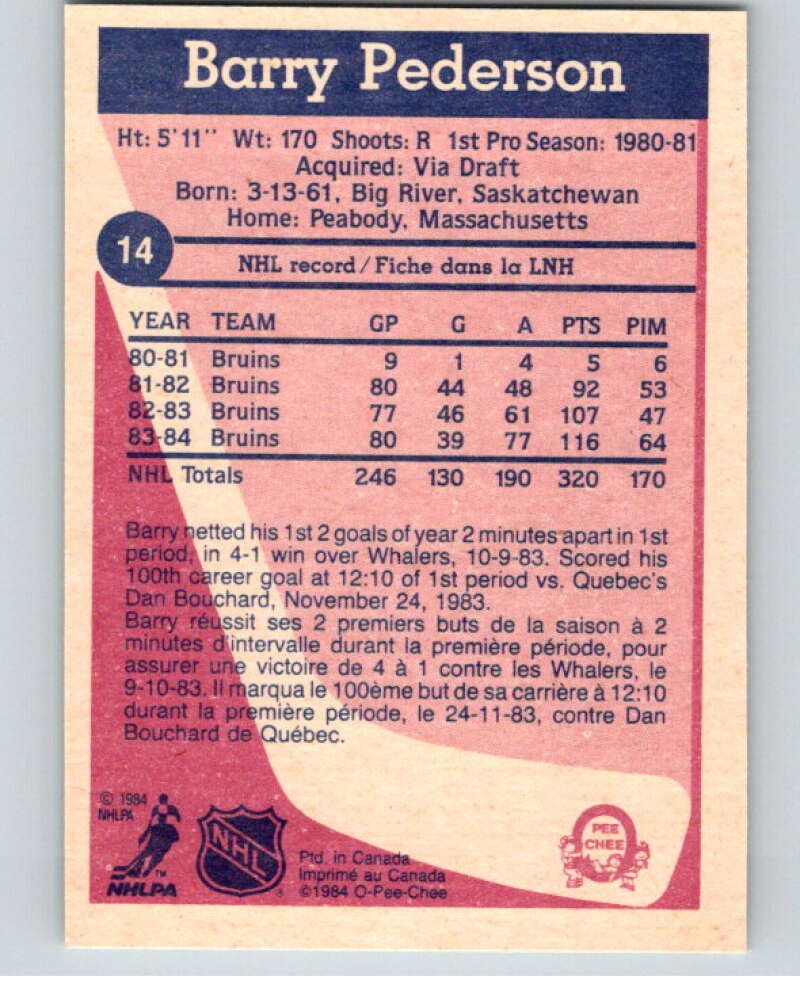 Barry Pederson
Ht: 5'11" Wt: 170 Shoots: R 1st Pro Season: 1980-81
Acquired: Via Draft
Born: 3-13-61, Big River, Saskatchewan
Home: Peabody, Massachusetts
14
NHL record/Fiche dans la LNH
YEAR TEAM GP G A PTS PIM
80-81 Bruins 9 1 4 5 6
81-82 Bruins 80 44 48 92 53
82-83 Bruins 77 46 61 107 47
83-84 Bruins 80 39 77 116 64
NHL Totals 246 130 190 320 170
Barry netted his 1st 2 goals of year 2 minutes apart in 1st
period, in 4-1 win over Whalers, 10-9-83. Scored his
100th career goal at 12:10 of 1st period vs. Quebec's
Dan Bouchard, November 24, 1983.
Barry réussit ses 2 premiers buts de la saison à 2
minutes d'intervalle durant la première période, pour
assurer une victoire de 4 à 1 contre les Whalers, le
9-10-83. Il marqua le 100ème but de sa carrière à 12:10
durant la première période, le 24-11-83, contre Dan
Bouchard de Québec.
© 1984
NHLPA
TM
NHLPA
NHL
®
Ptd. in Canada
Imprimé au Canada
©1984 O-Pee-Chee
PEE
CHEE